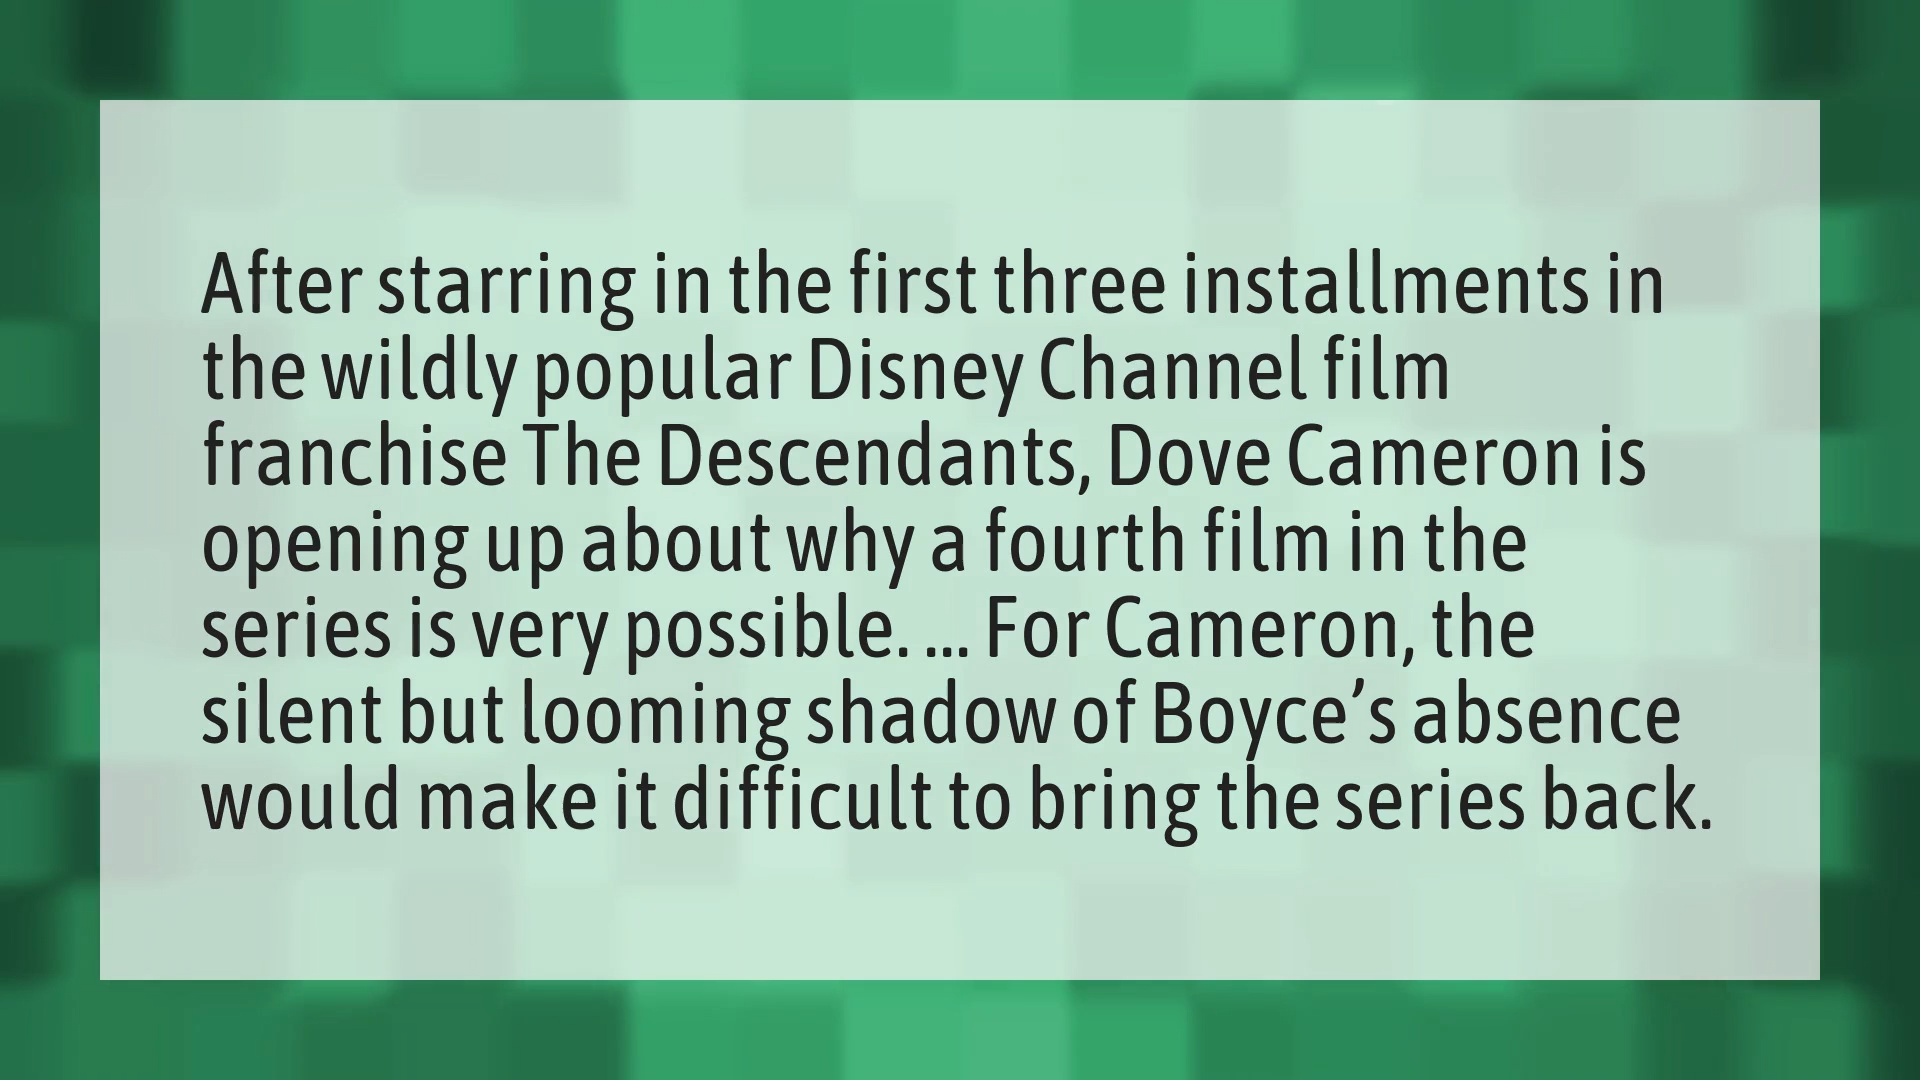 After starring in the first three installments in
the wildly popular Disney Channel film
franchise The Descendants, Dove Cameron is
opening up about why a fourth film in the
series is very possible. ... For Cameron, the
silent but looming shadow of Boyce’s absence
would make it difficult to bring the series back.